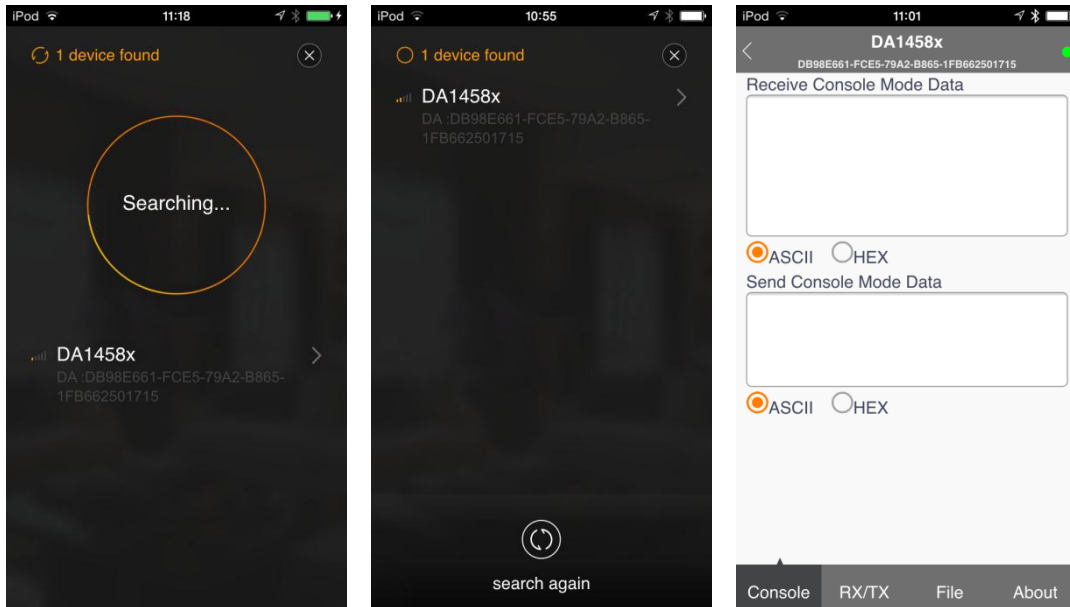 iPod 11:18
1 device found
Searching...
DA1458x
DA :DB98E661-FCE5-79A2-B865-
1FB662501715
iPod 10:55
1 device found
DA1458x
DA :DB98E661-FCE5-79A2-B865-
1FB662501715
search again
iPod 11:01
DA1458x
DB98E661-FCE5-79A2-B865-1FB662501715
Receive Console Mode Data
ASCII HEX
Send Console Mode Data
ASCII HEX
Console RX/TX File About